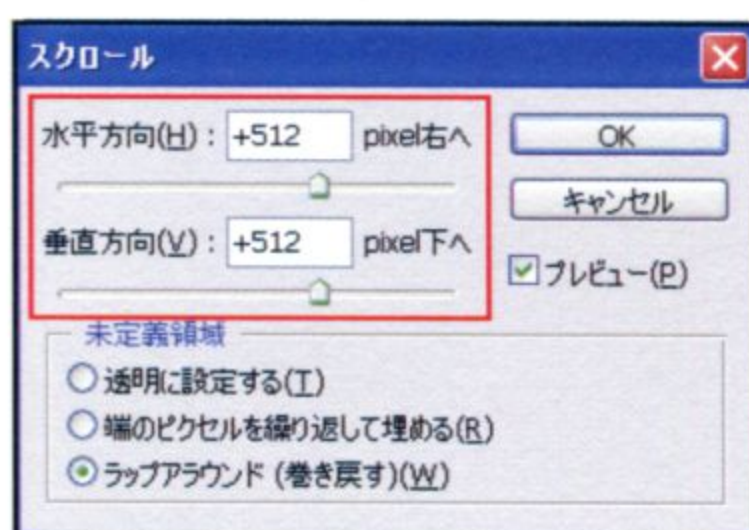 スクロール
水平方向(H)： +512 pixel右へ
OK
キャンセル
垂直方向(V)： +512 pixel下へ
プレビュー(P)
未定義領域
透明に設定する(T)
端のピクセルを繰り返して埋める(R)
ラップアラウンド (巻き戻す)(W)